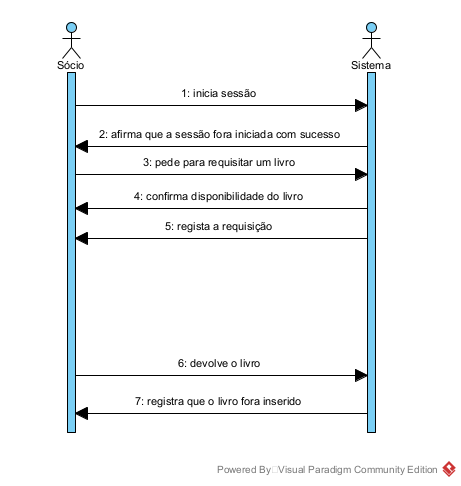 Sócio
Sistema
1: inicia sessão
2: afirma que a sessão fora iniciada com sucesso
3: pede para requisitar um livro
4: confirma disponibilidade do livro
5: regista a requisição
6: devolve o livro
7: registra que o livro fora inserido
Powered By Visual Paradigm Community Edition